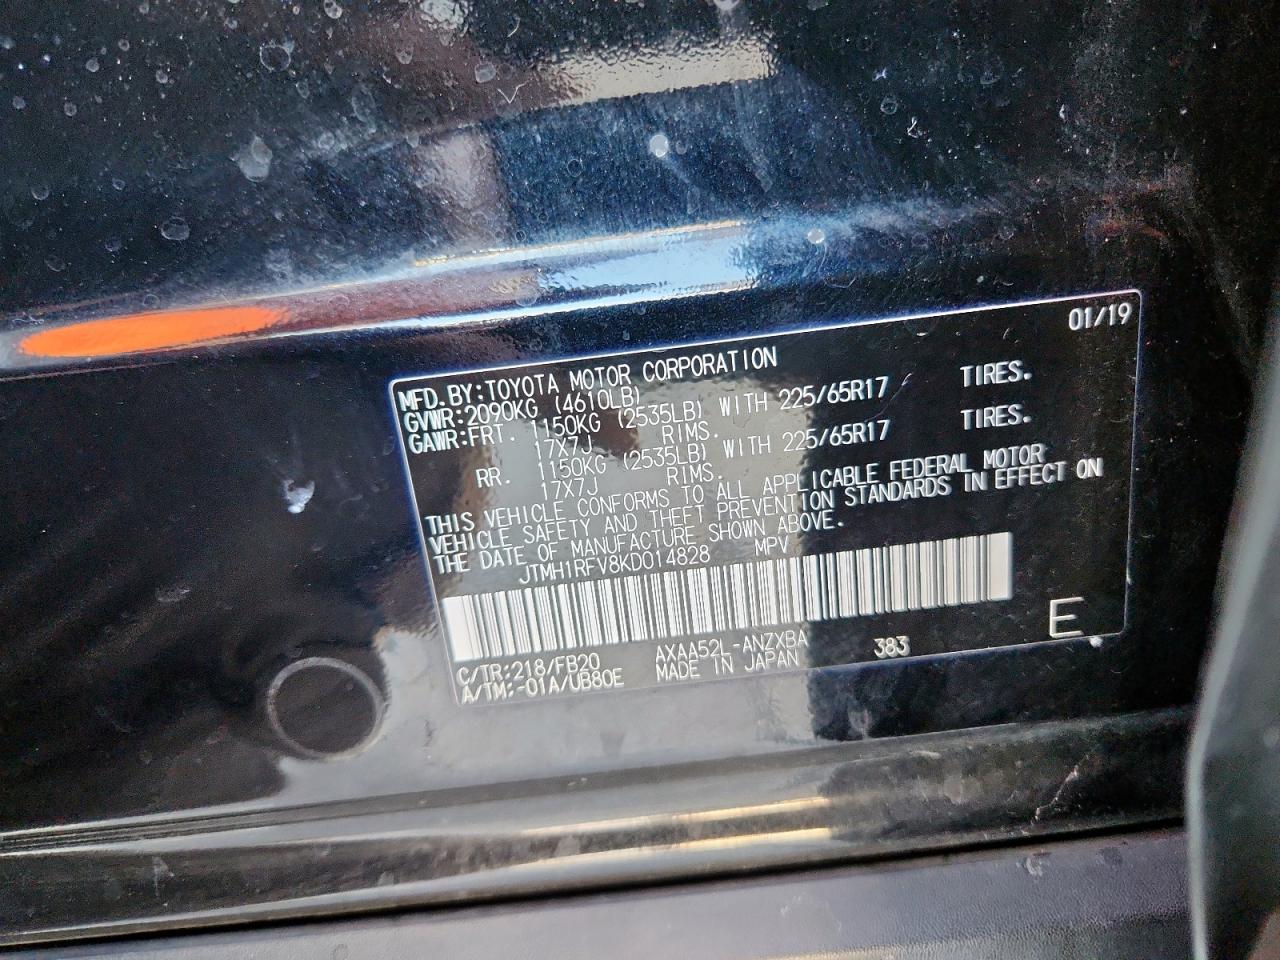 01/19
MFD.BY:TOYOTA MOTOR CORPORATION
GVWR:2090KG (4610LB)
GAWR:FRT. 1150KG (2535LB) WITH 225/65R17 TIRES.
17X7J RIMS.
RR. 1150KG (2535LB) WITH 225/65R17 TIRES.
17X7J RIMS.
THIS VEHICLE CONFORMS TO ALL APPLICABLE FEDERAL MOTOR
VEHICLE SAFETY AND THEFT PREVENTION STANDARDS IN EFFECT ON
THE DATE OF MANUFACTURE SHOWN ABOVE.
JTMH1RFV8KD014828 MPV
C/TR:218/FB20 AXAA52L-ANZXBA 383 E
A/TM:-01A/UB80E MADE IN JAPAN